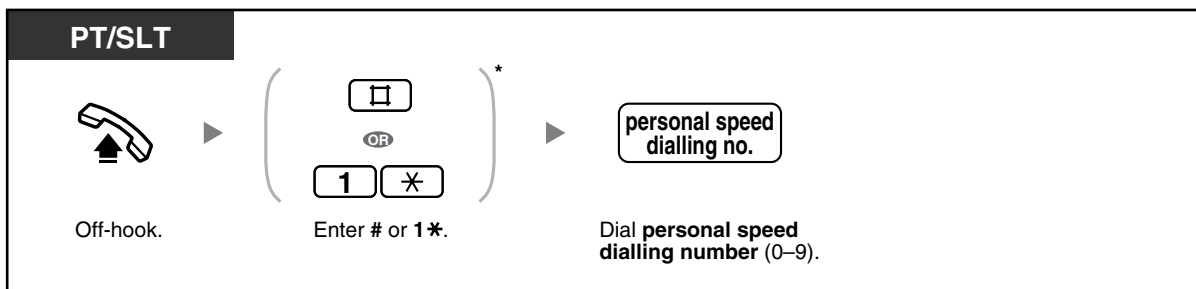 PT/SLT
*
#
OR
1 *
personal speed
dialling no.
Off-hook.
Enter # or 1*.
Dial personal speed
dialling number (0–9).